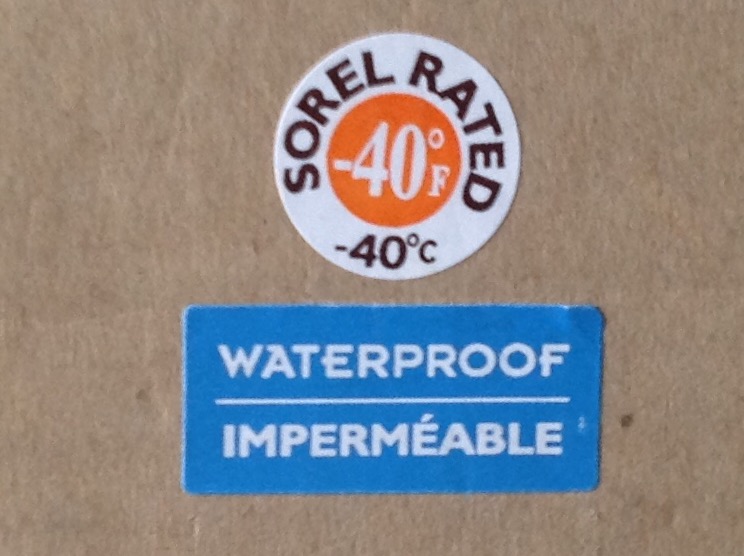 SOREL RATED
-40°F
-40°C
WATERPROOF
IMPERMÉABLE